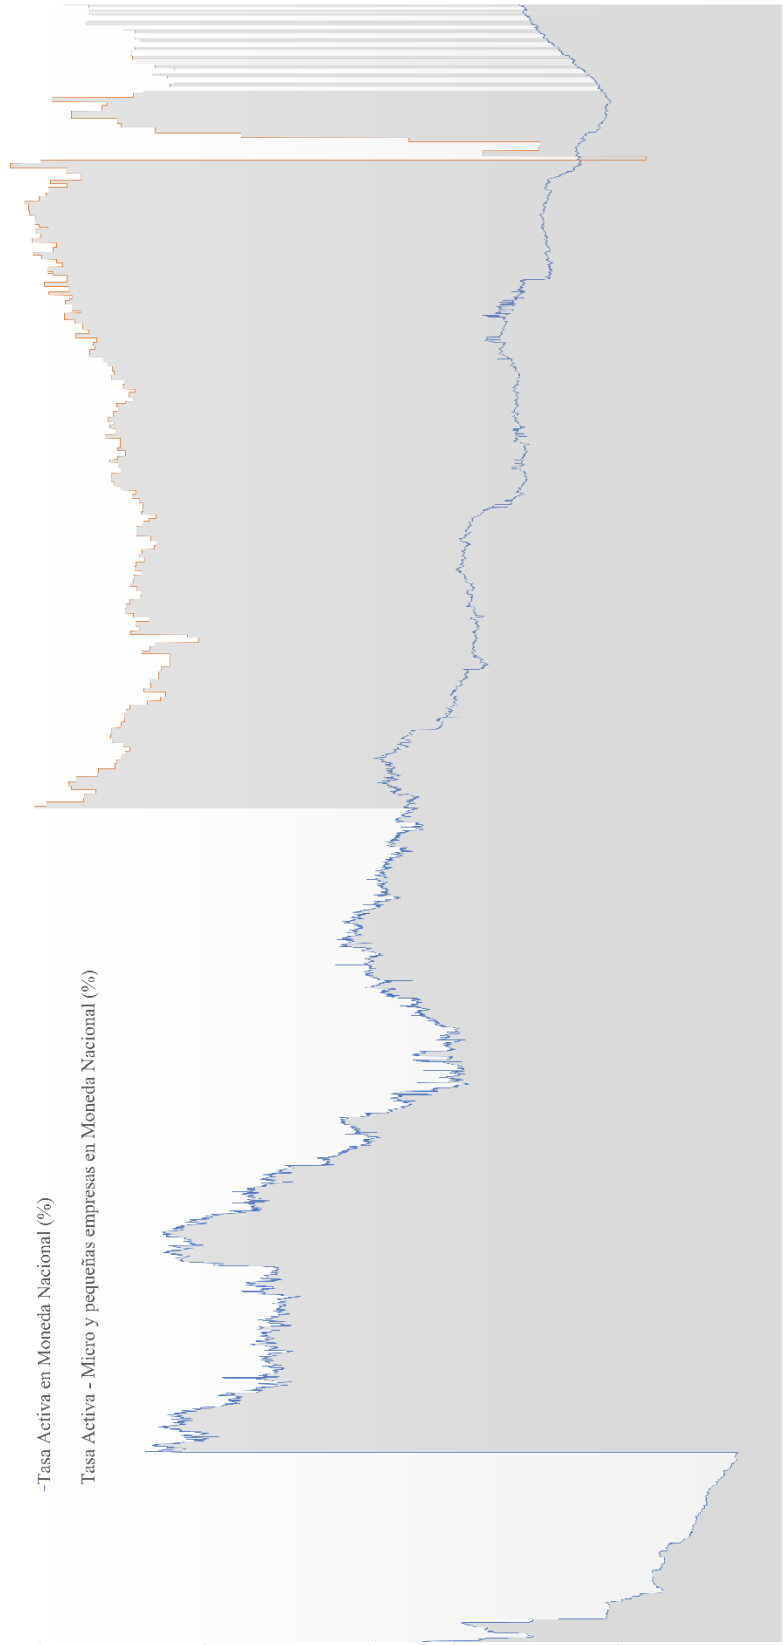 Tasa Activa en Moneda Nacional (%)
Tasa Activa - Micro y pequeñas empresas en Moneda Nacional (%)